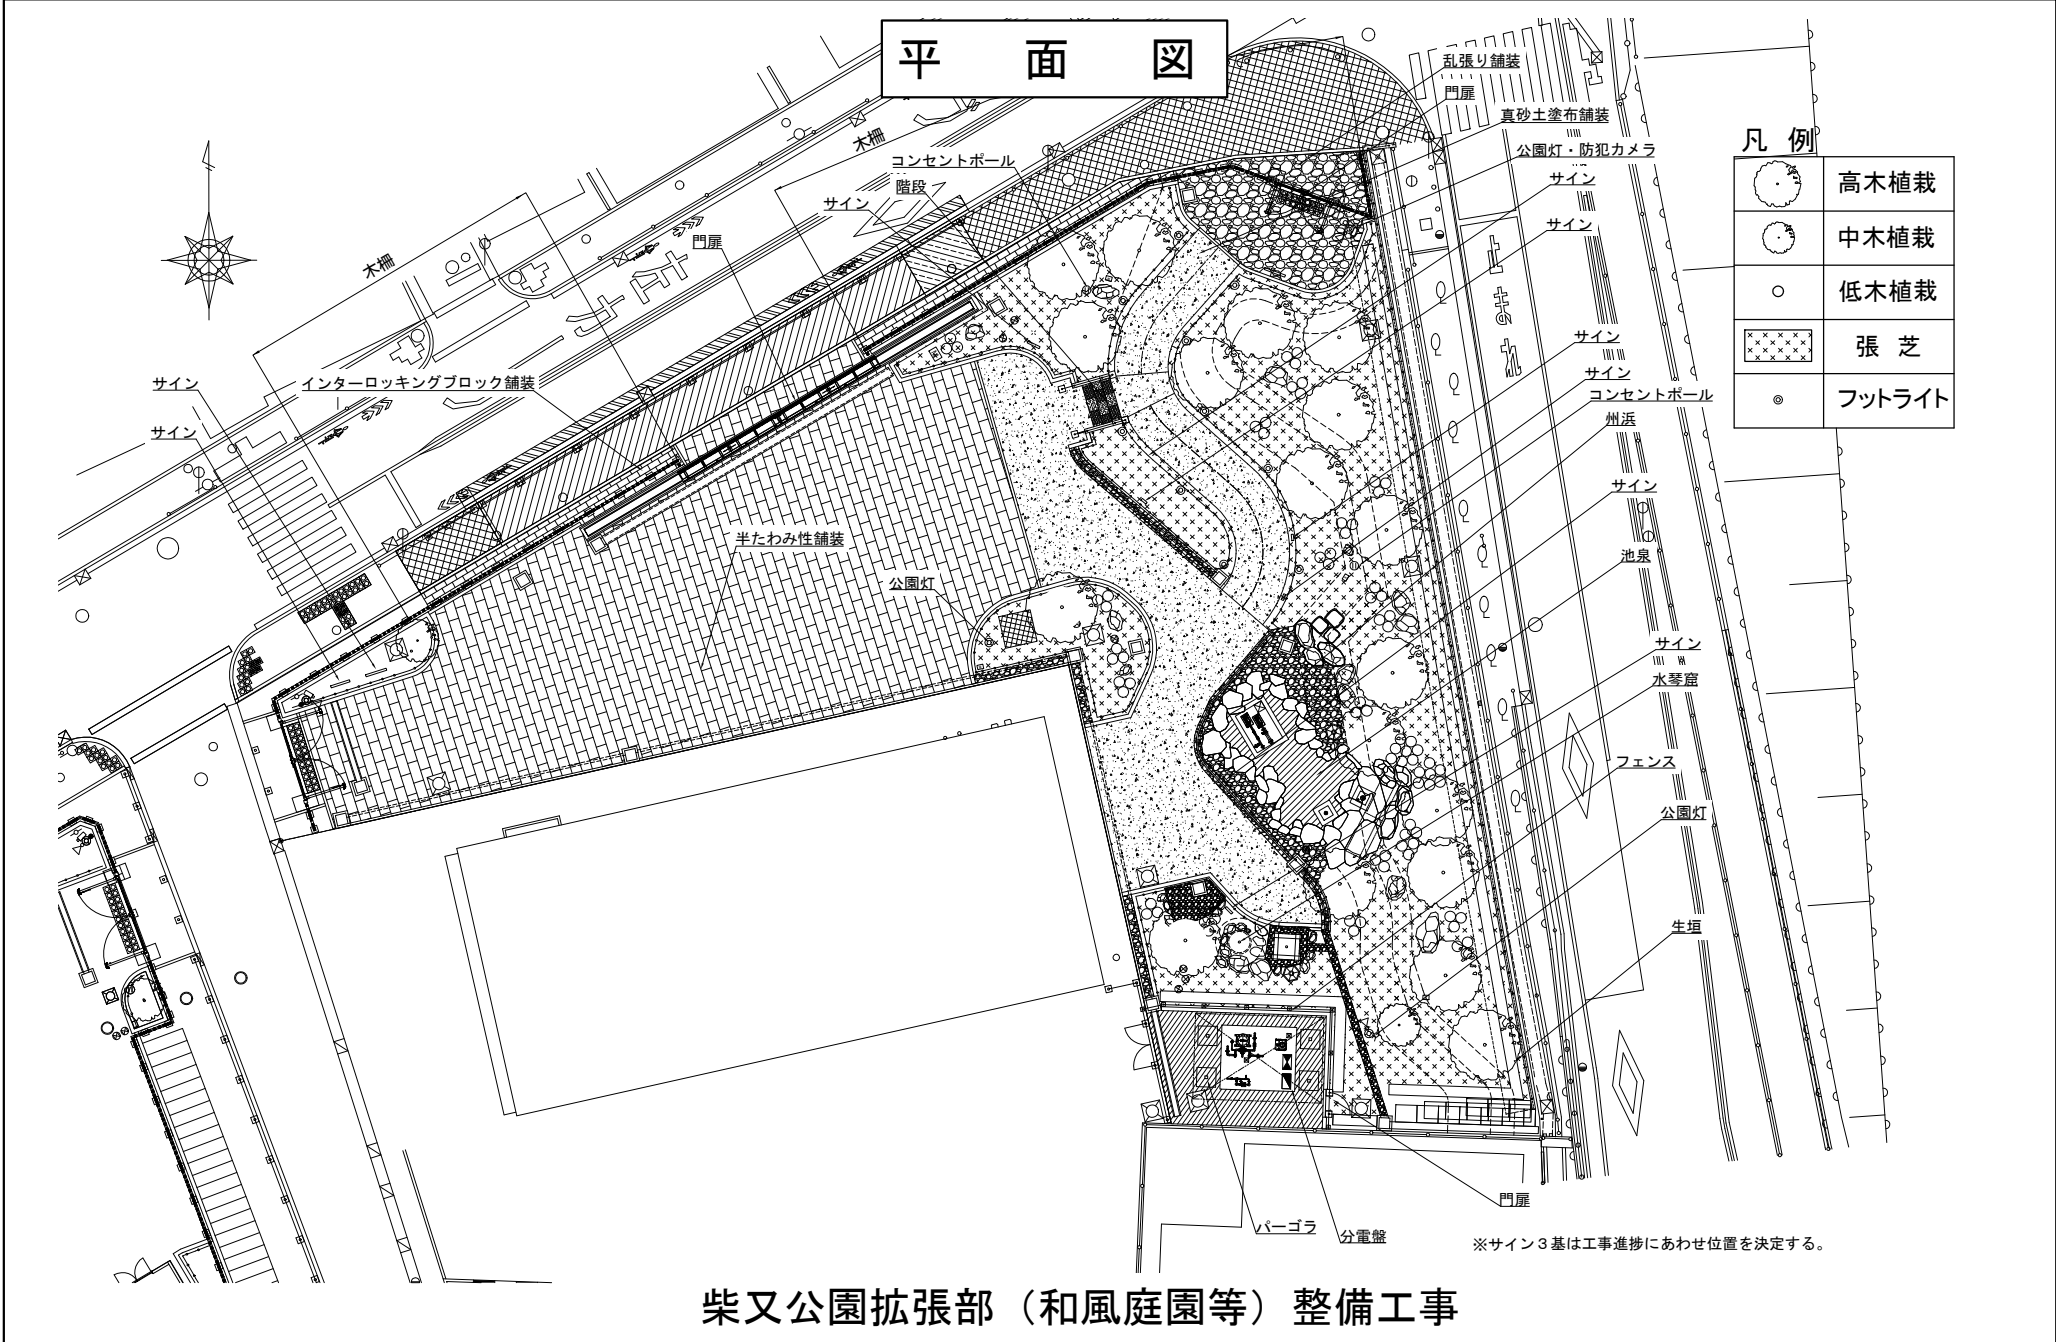 平面図
乱張り舗装
門扉
真砂土塗布舗装
公園灯・防犯カメラ
サイン
サイン
木柵
コンセントポール
階段
サイン
門扉
木柵
サイン
インターロッキングブロック舗装
サイン
凡例
高木植栽
中木植栽
低木植栽
張芝
フットライト
サイン
サイン
コンセントポール
州浜
サイン
半たわみ性舗装
公園灯
池泉
サイン
水琴窟
フェンス
公園灯
生垣
門扉
パーゴラ
分電盤
※サイン３基は工事進捗にあわせ位置を決定する。
柴又公園拡張部（和風庭園等）整備工事